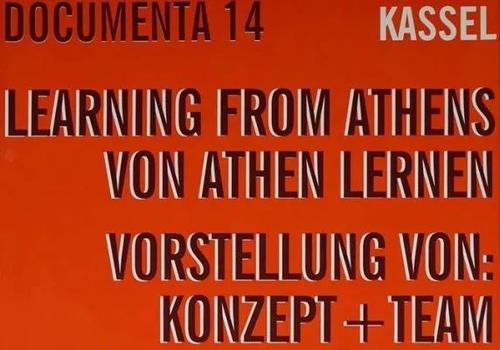 DOCUMENTA 14 KASSEL
LEARNING FROM ATHENS
VON ATHEN LERNEN
VORSTELLUNG VON:
KONZEPT + TEAM